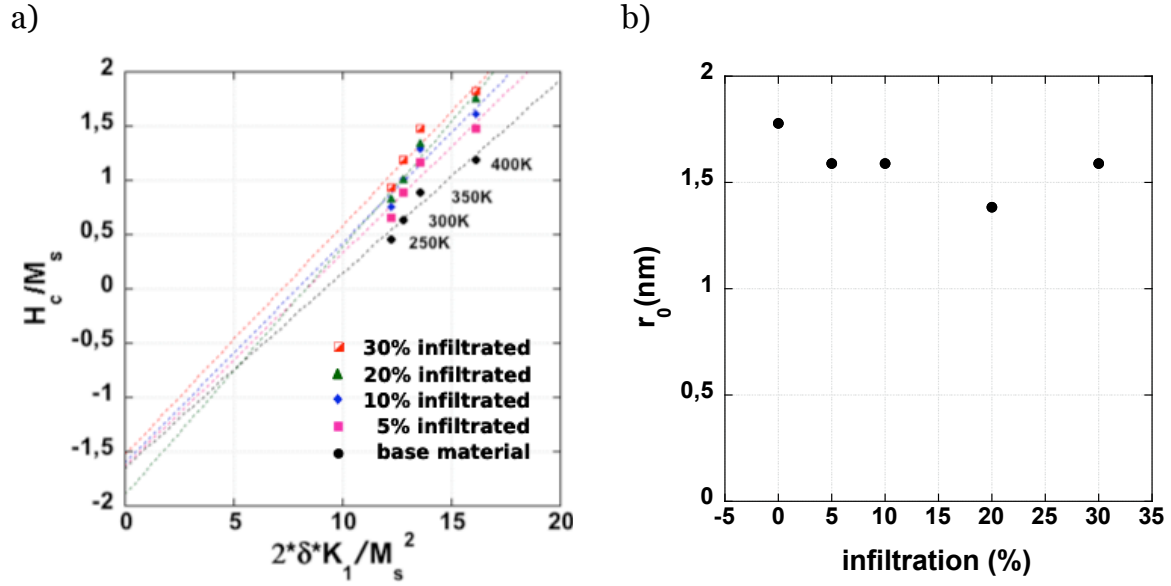 a)
2
1,5
1
0,5
0
-0,5
-1
-1,5
-2
0 5 10 15 20
H_c/M_s
2*δ*K_1/M_s^2
400K
350K
300K
250K
30% infiltrated
20% infiltrated
10% infiltrated
5% infiltrated
base material
b)
2
1,5
1
0,5
0
-5 0 5 10 15 20 25 30 35
r_0(nm)
infiltration (%)